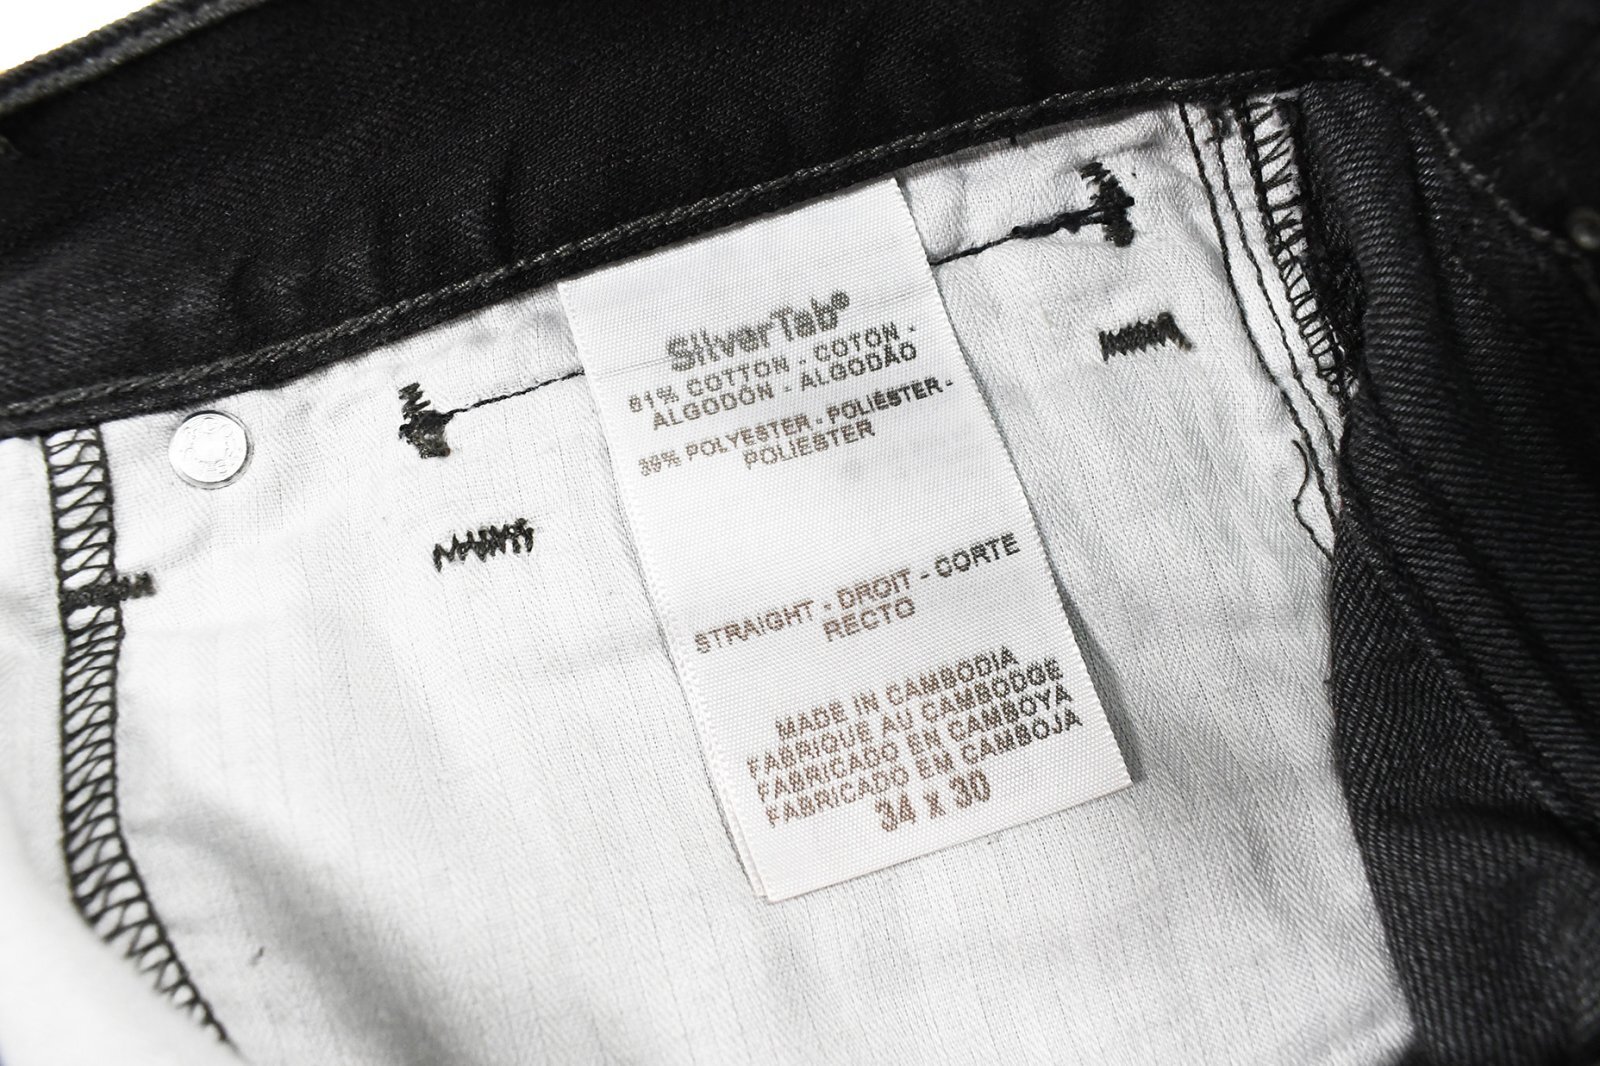 SilverTab®
61% COTTON - COTON -
ALGODÓN - ALGODÃO
39% POLYESTER - POLIÉSTER -
POLIESTER
STRAIGHT - DROIT - CORTE
RECTO
MADE IN CAMBODIA
FABRIQUE AU CAMBODGE
FABRICADO EN CAMBOYA
FABRICADO EM CAMBOJA
34 x 30